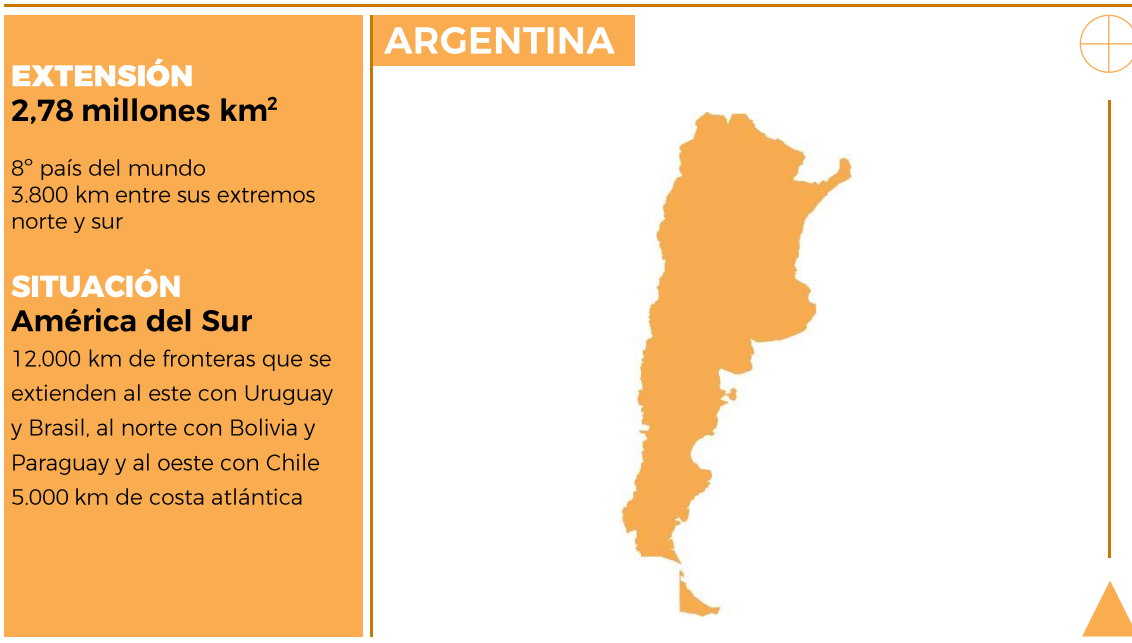 ARGENTINA
EXTENSIÓN
2,78 millones km²
8º país del mundo
3.800 km entre sus extremos
norte y sur
SITUACIÓN
América del Sur
12.000 km de fronteras que se
extienden al este con Uruguay
y Brasil, al norte con Bolivia y
Paraguay y al oeste con Chile
5.000 km de costa atlántica